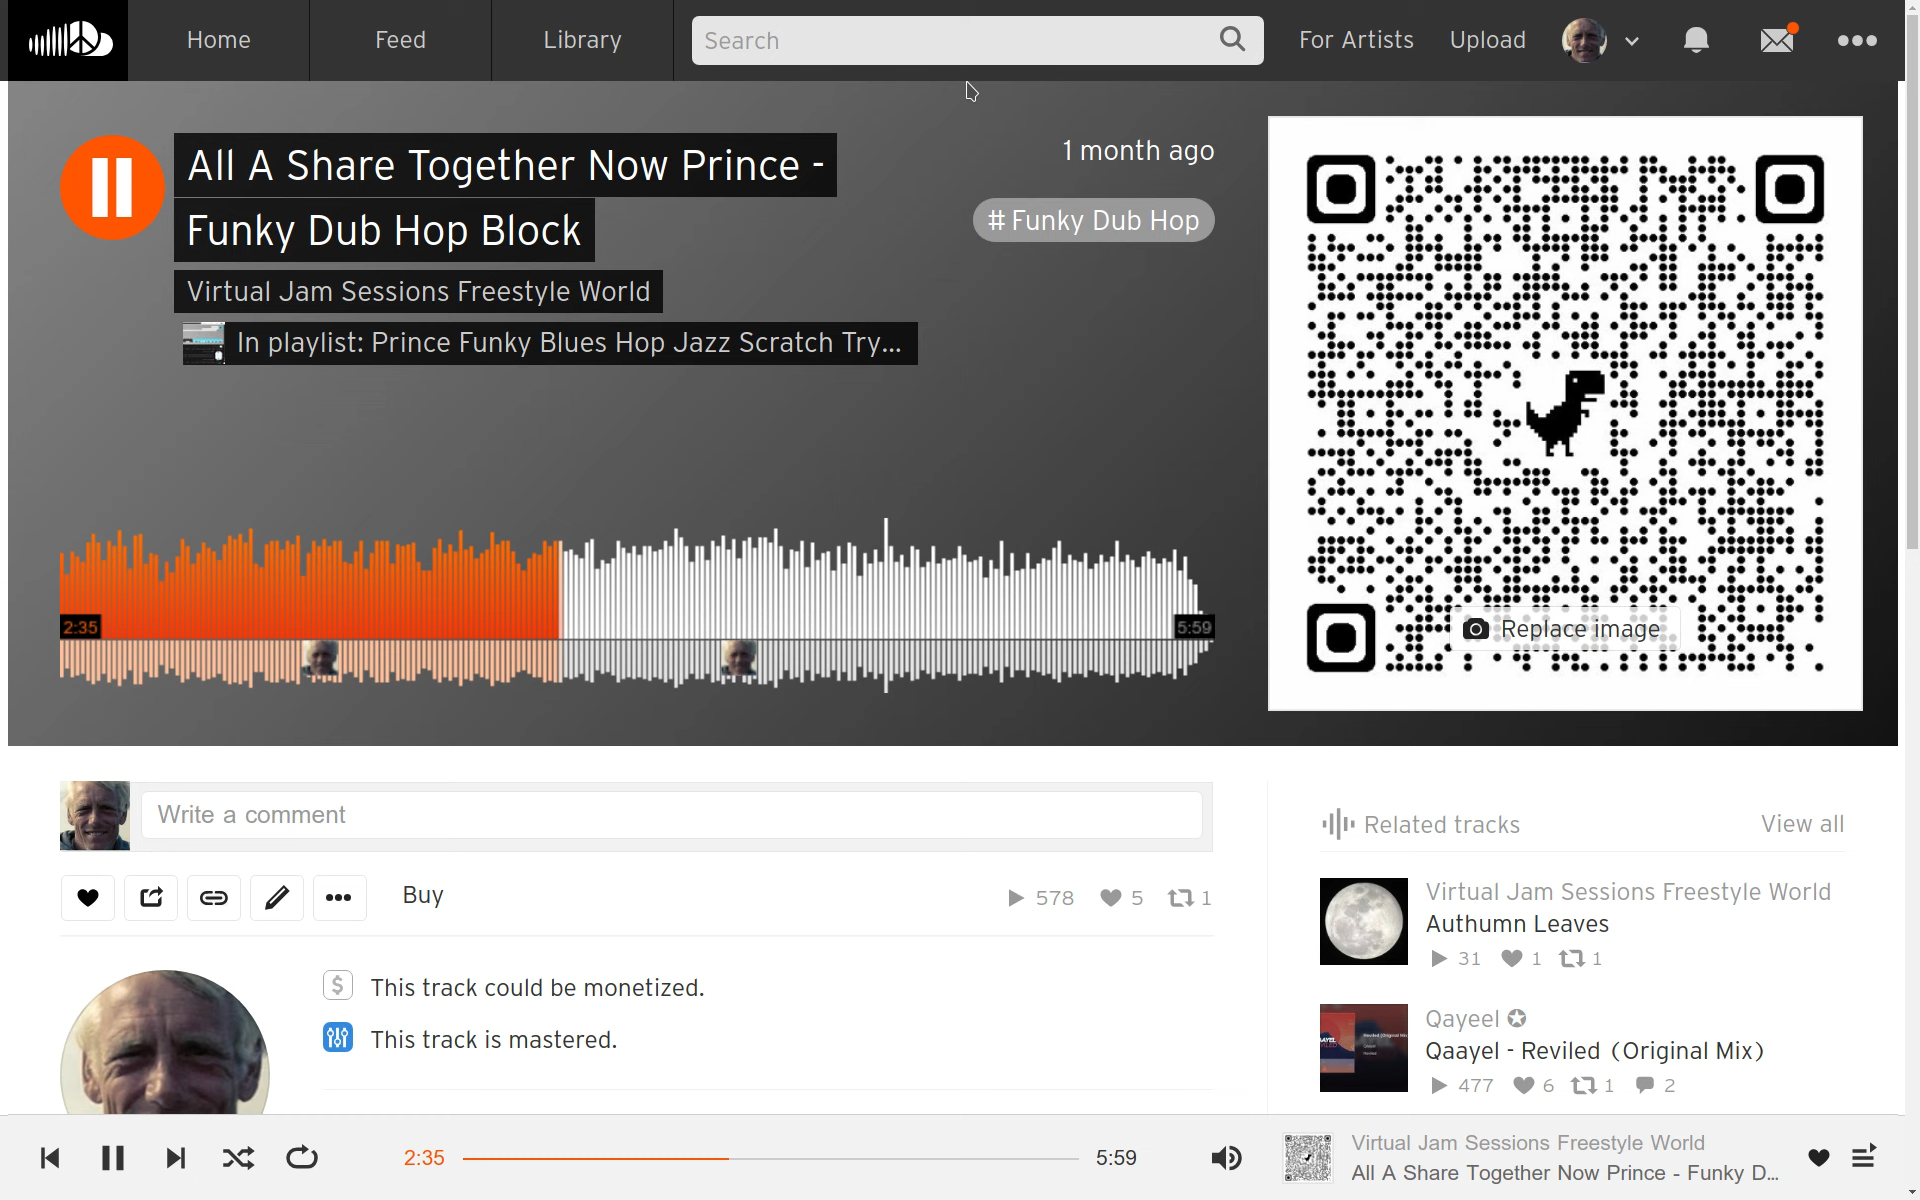 Home
Feed
Library
Search
For Artists
Upload
All A Share Together Now Prince -
Funky Dub Hop Block
1 month ago
# Funky Dub Hop
Virtual Jam Sessions Freestyle World
In playlist: Prince Funky Blues Hop Jazz Scratch Try...
2:35
5:59
Replace image
Write a comment
Buy
578
5
1
This track could be monetized.
This track is mastered.
Related tracks
View all
Virtual Jam Sessions Freestyle World
Authumn Leaves
31
1
1
Qayeel
Qaayel - Reviled (Original Mix)
477
6
1
2
2:35
5:59
Virtual Jam Sessions Freestyle World
All A Share Together Now Prince - Funky D...